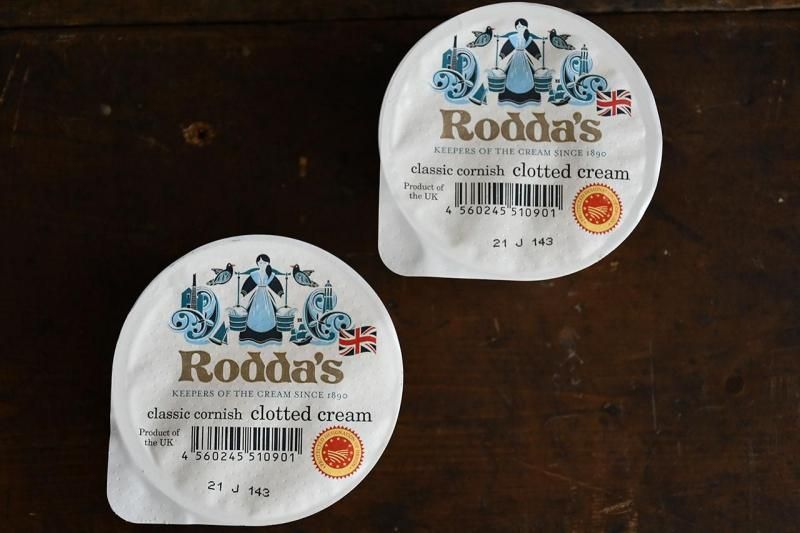 Rodda's
KEEPERS OF THE CREAM SINCE 1890
classic cornish clotted cream
Product of
the UK
4 560245 510901
21 J 143
Rodda's
KEEPERS OF THE CREAM SINCE 1890
classic cornish clotted cream
Product of
the UK
4 560245 510901
21 J 143